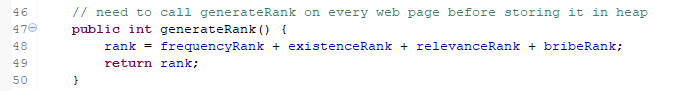 46 // need to call generateRank on every web page before storing it in heap
47 public int generateRank() {
48 rank = frequencyRank + existenceRank + relevanceRank + bribeRank;
49 return rank;
50 }